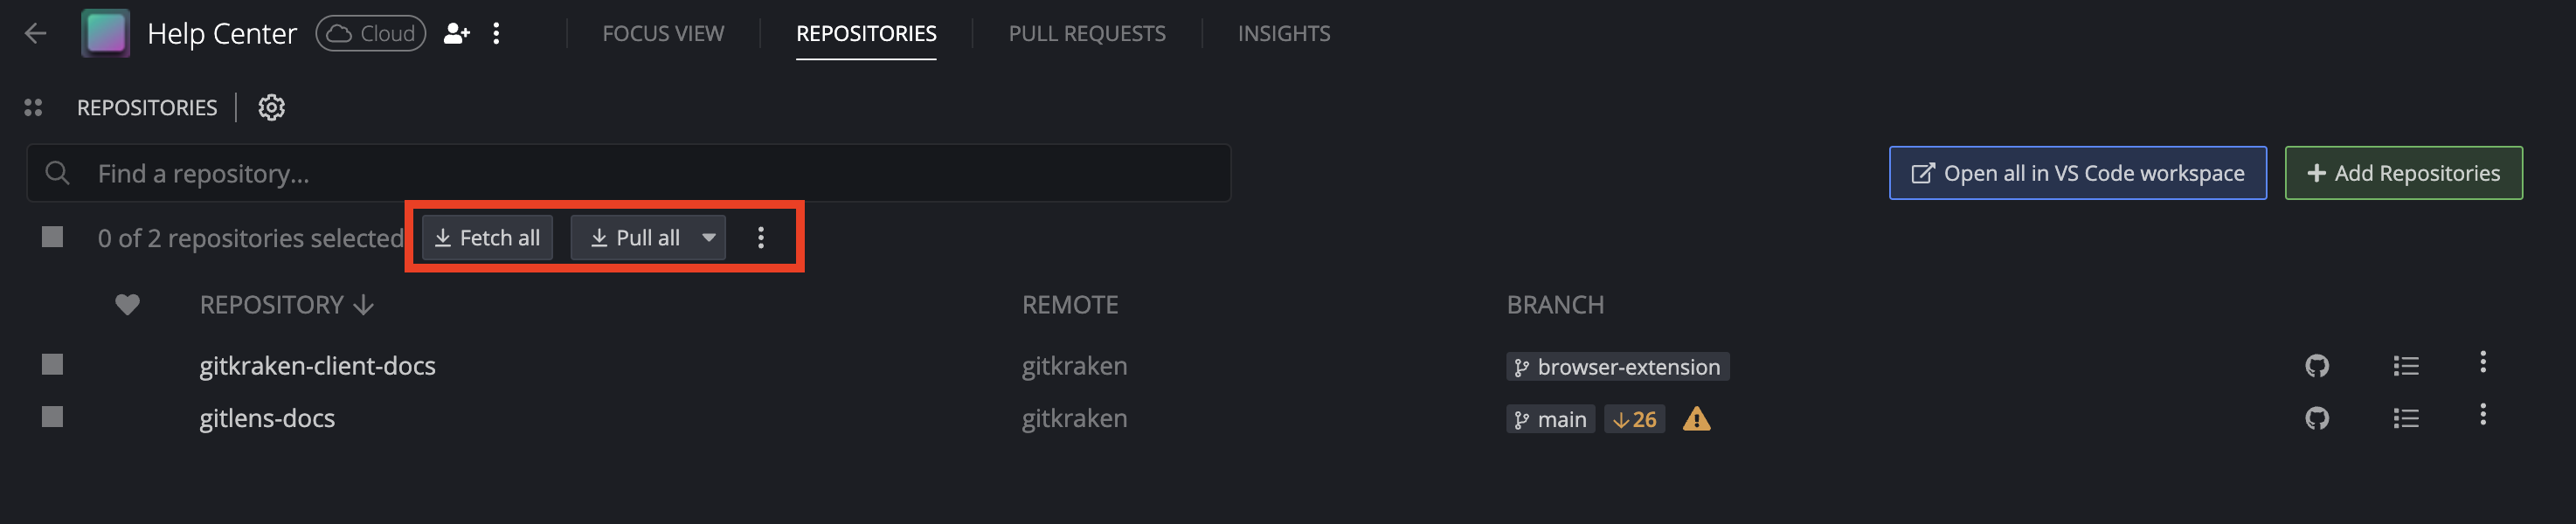 Help Center Cloud FOCUS VIEW REPOSITORIES PULL REQUESTS INSIGHTS
REPOSITORIES
Find a repository... Open all in VS Code workspace Add Repositories
0 of 2 repositories selected Fetch all Pull all
REPOSITORY REMOTE BRANCH
gitkraken-client-docs gitkraken browser-extension
gitlens-docs gitkraken main 26